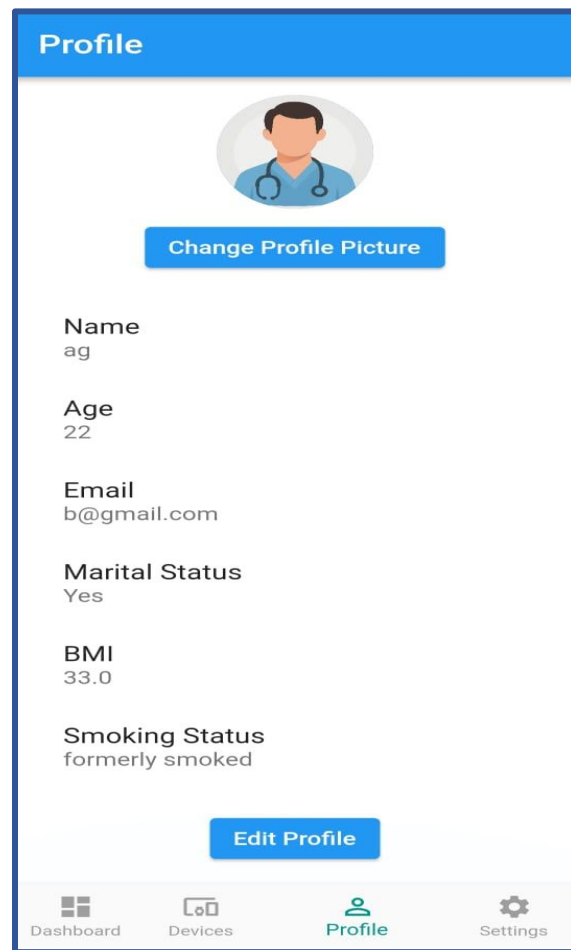 Profile
Change Profile Picture
Name
ag
Age
22
Email
b@gmail.com
Marital Status
Yes
BMI
33.0
Smoking Status
formerly smoked
Edit Profile
Dashboard Devices Profile Settings